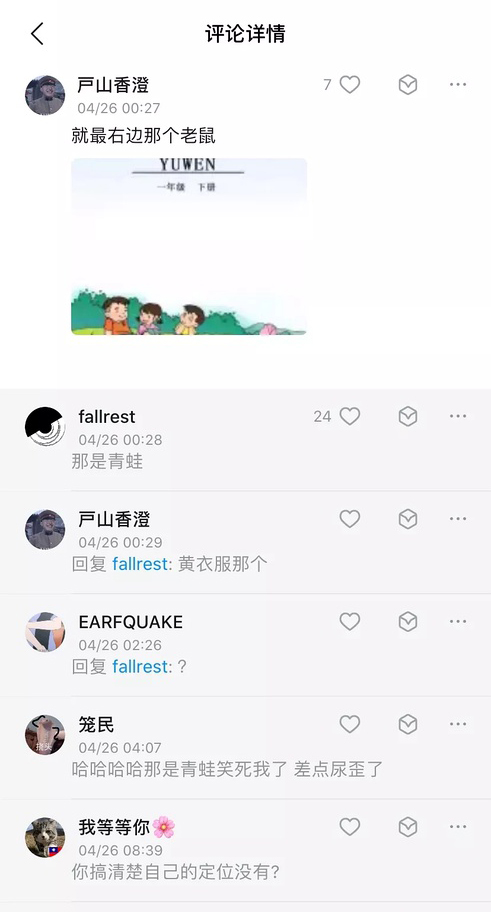 评论详情
戸山香澄
7
04/26 00:27
就最右边那个老鼠
YUWEN
一年级 下册
fallrest
24
04/26 00:28
那是青蛙
戸山香澄
04/26 00:29
回复 fallrest: 黄衣服那个
EARFQUAKE
04/26 02:26
回复 fallrest: ?
笼民
04/26 04:07
哈哈哈哈那是青蛙笑死我了 差点尿歪了
我等等你🌸
04/26 08:39
你搞清楚自己的定位没有?